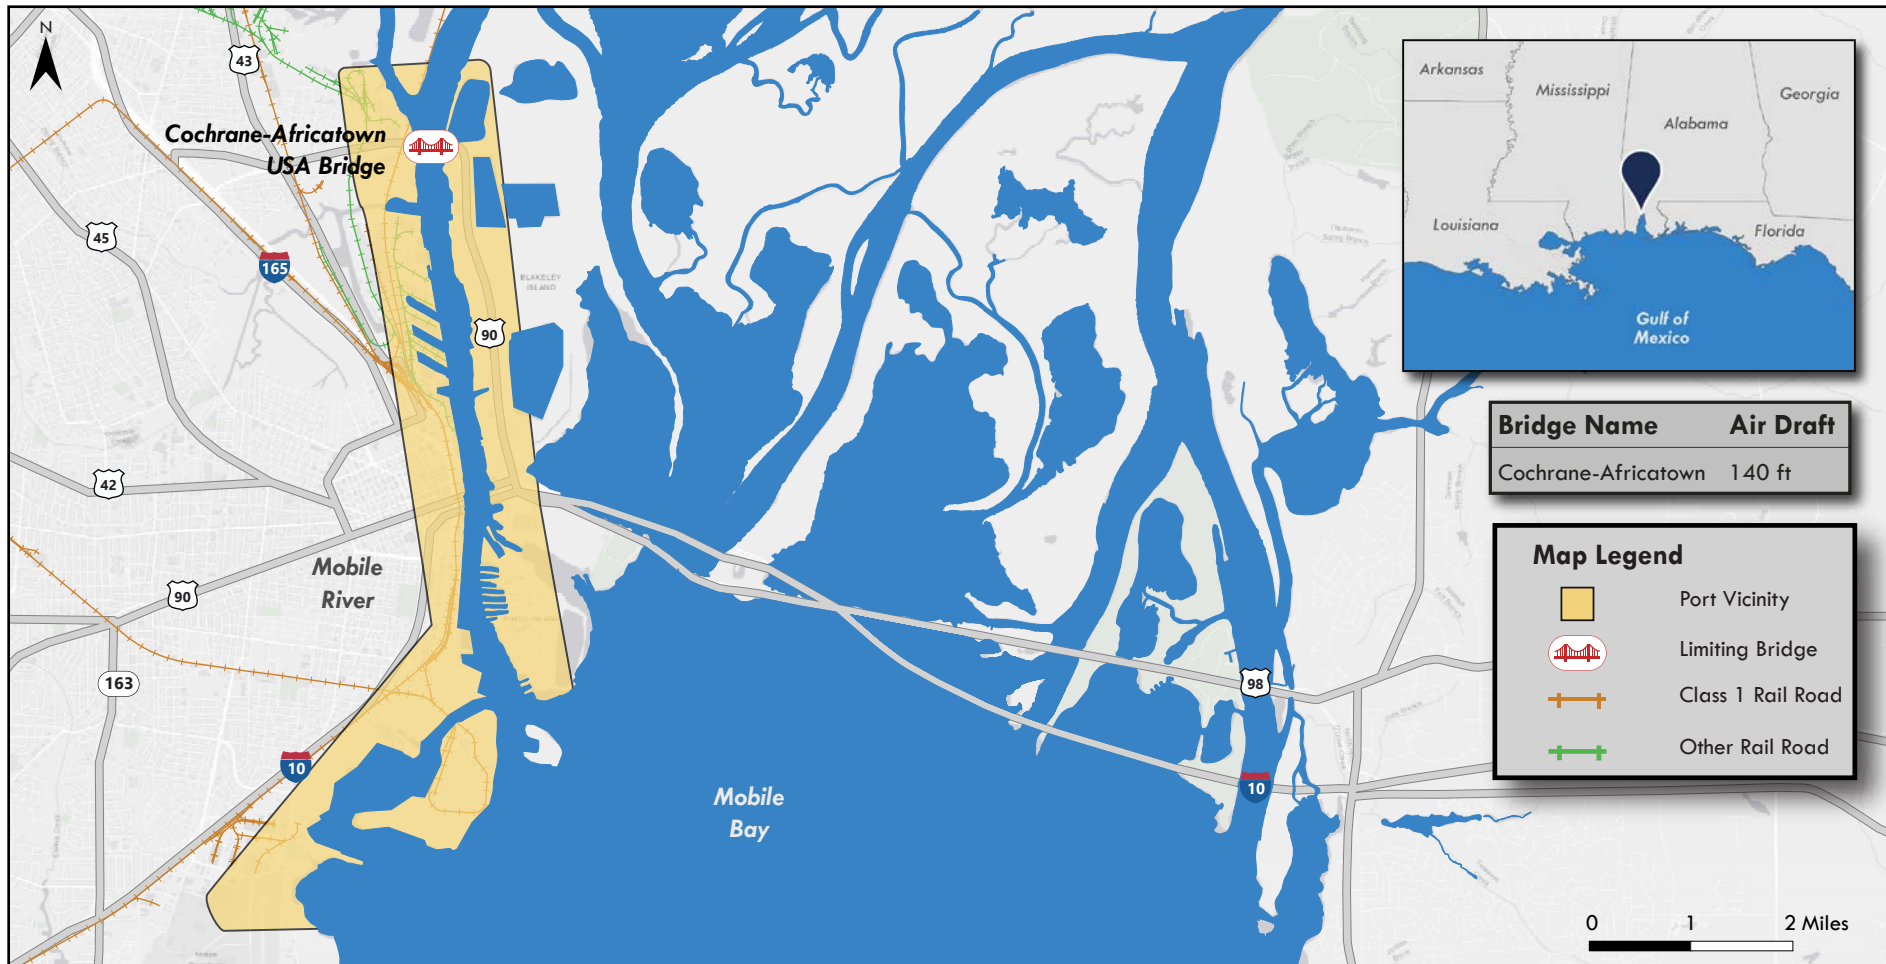 N
43
Cochrane-Africatown
USA Bridge
45
165
BLAKELEY
ISLAND
90
42
Mobile
River
90
163
10
Mobile
Bay
98
10
Arkansas
Mississippi
Alabama
Georgia
Louisiana
Florida
Gulf of
Mexico
Bridge Name Air Draft
Cochrane-Africatown 140 ft
Map Legend
Port Vicinity
Limiting Bridge
Class 1 Rail Road
Other Rail Road
0 1 2 Miles